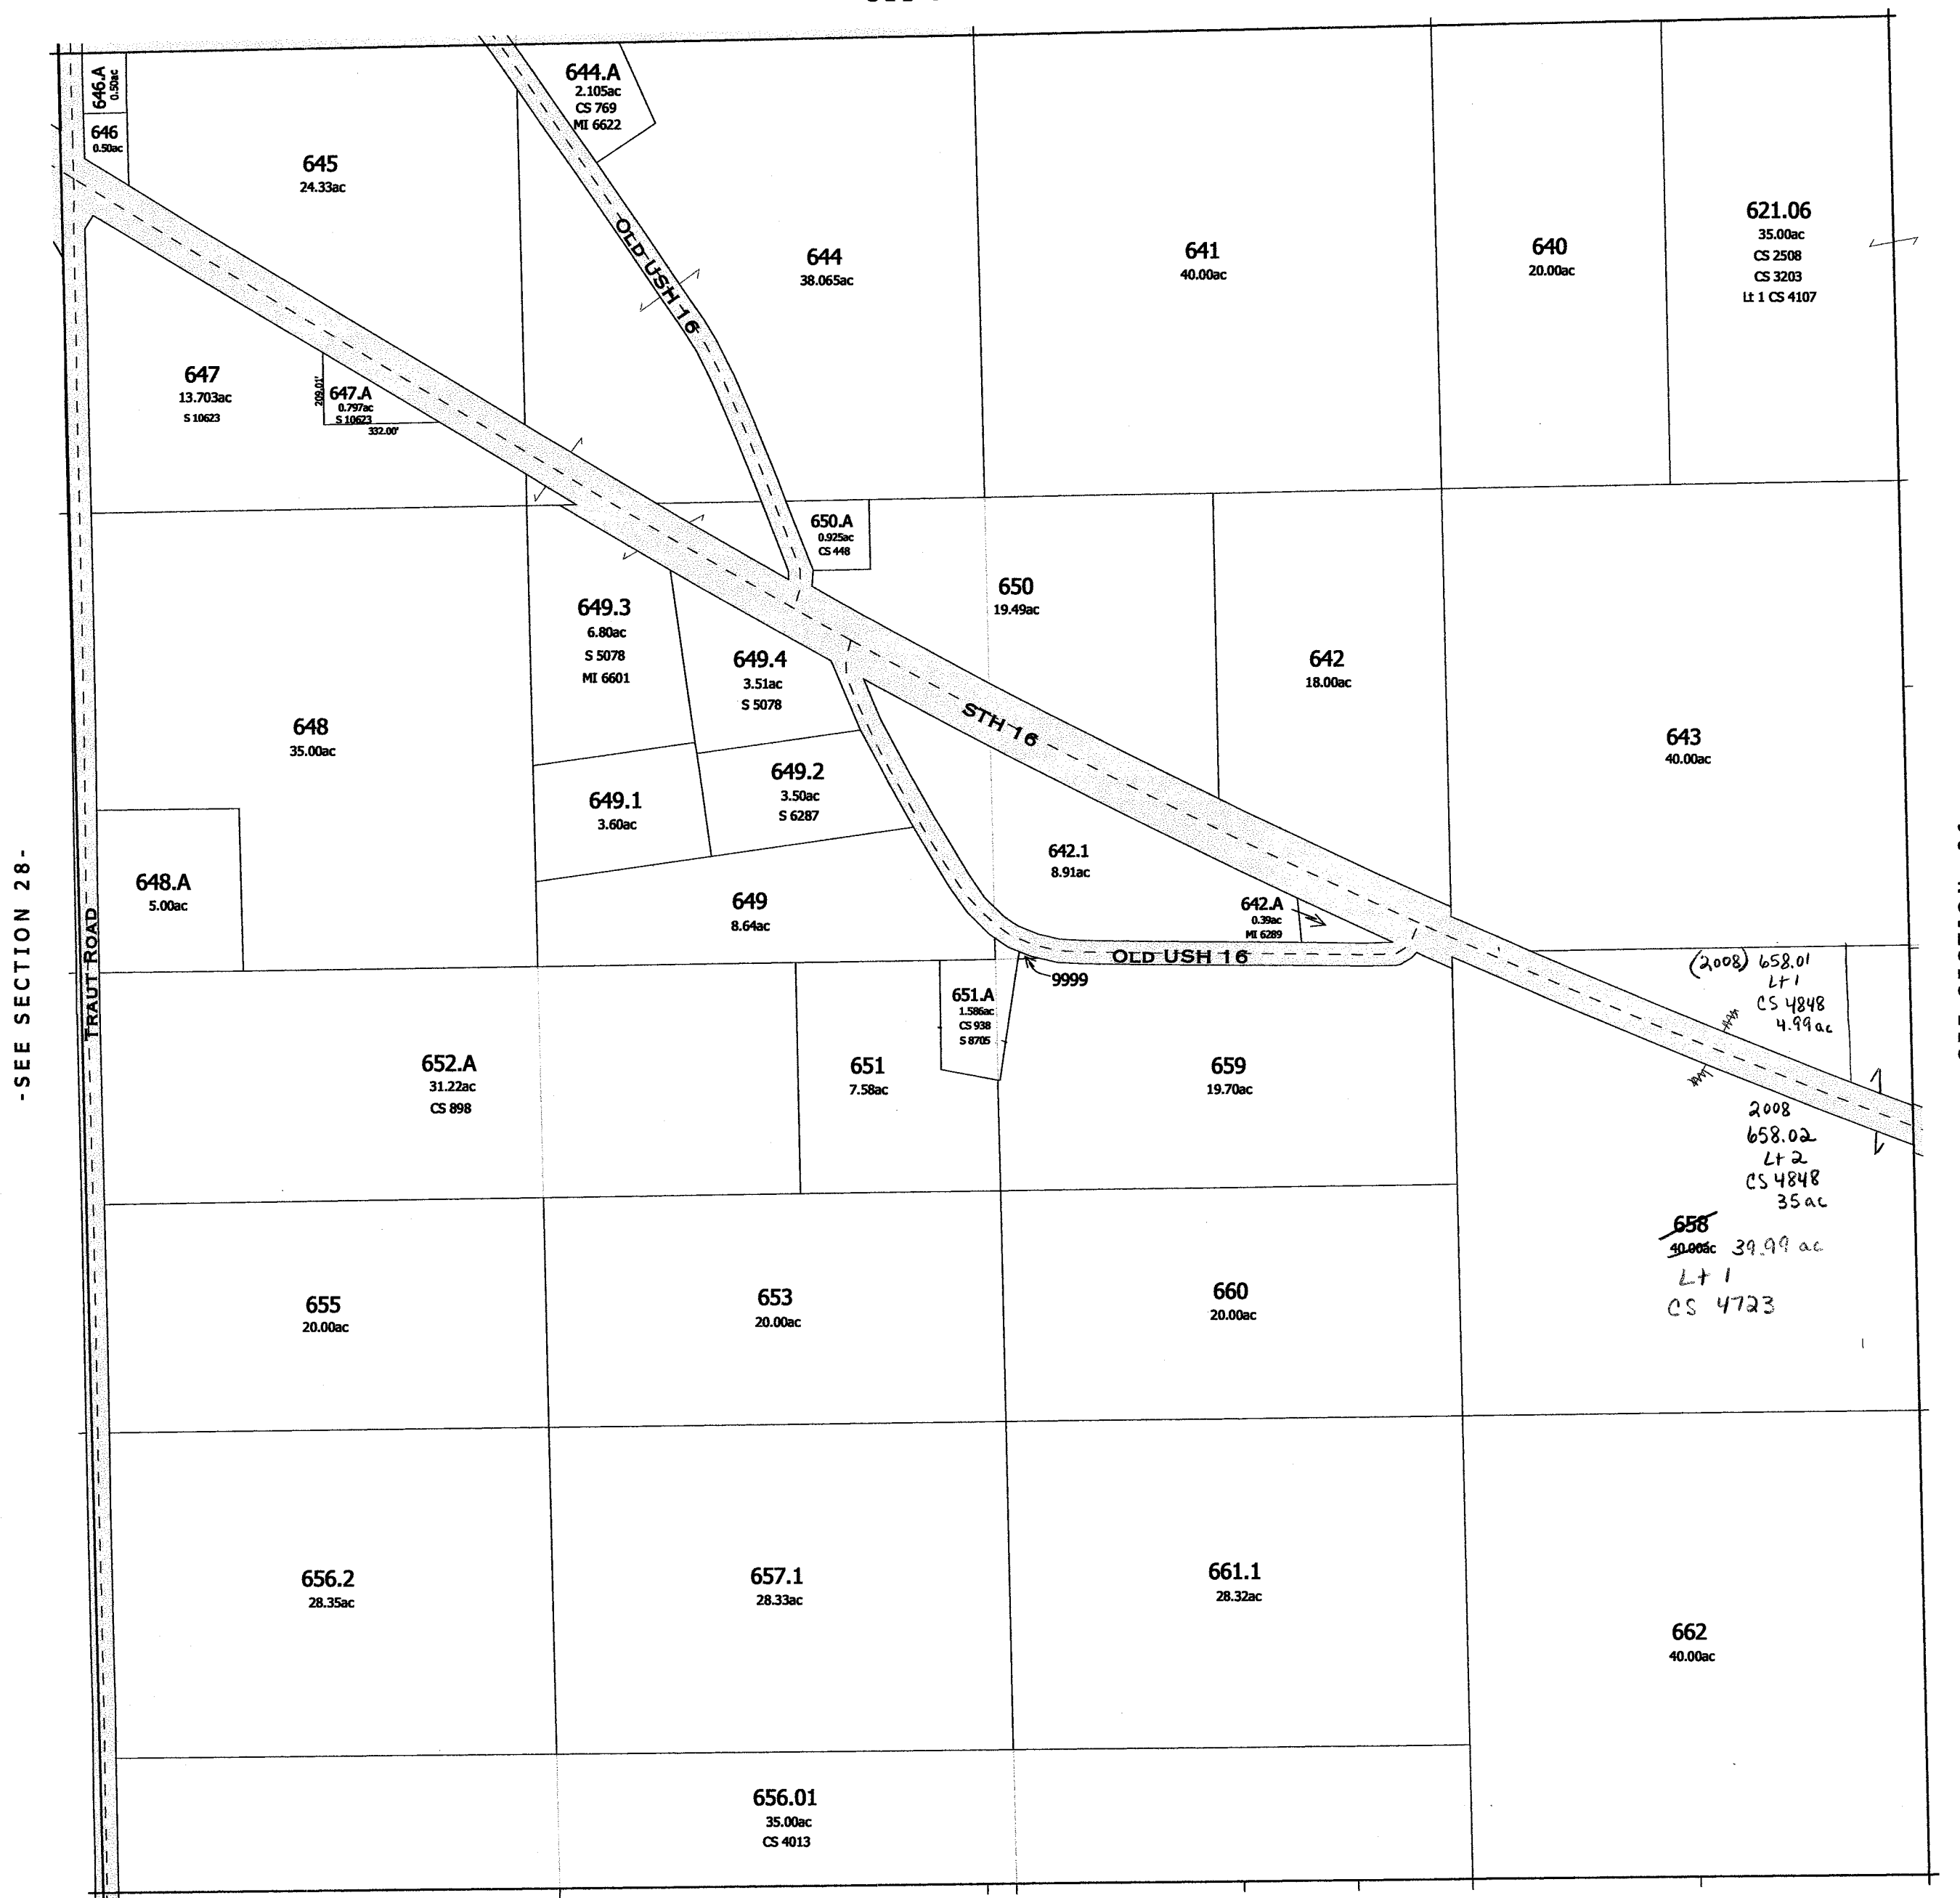 646.A
0.50ac
646
0.50ac
645
24.33ac
644.A
2.105ac
CS 769
MI 6622
OLD USH 16
644
38.065ac
641
40.00ac
640
20.00ac
621.06
35.00ac
CS 2508
CS 3203
Lt 1 CS 4107
647
13.703ac
S 10623
209.01'
647.A
0.797ac
S 10623
332.00'
650.A
0.925ac
CS 448
650
19.49ac
649.3
6.80ac
S 5078
MI 6601
649.4
3.51ac
S 5078
642
18.00ac
STH 16
648
35.00ac
643
40.00ac
649.2
3.50ac
S 6287
649.1
3.60ac
642.1
8.91ac
648.A
5.00ac
649
8.64ac
642.A
0.39ac
MI 6289
-SEE SECTION 28-
TRAUT ROAD
OLD USH 16
9999
(2008) 658.01
Lt 1
CS 4848
4.99ac
651.A
1.586ac
CS 938
S 8705
652.A
31.22ac
CS 898
651
7.58ac
659
19.70ac
2008
658.02
Lt 2
CS 4848
35ac
658
40.00ac 39.99 ac
Lt 1
CS 4723
655
20.00ac
653
20.00ac
660
20.00ac
656.2
28.35ac
657.1
28.33ac
661.1
28.32ac
662
40.00ac
656.01
35.00ac
CS 4013